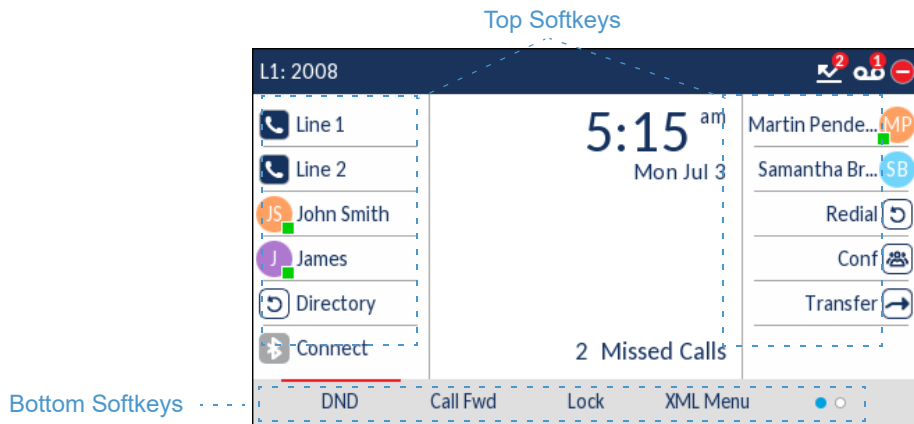 Top Softkeys
L1: 2008
2
1
Line 1
Line 2
JS John Smith
J James
Directory
Connect
5:15 am
Mon Jul 3
2 Missed Calls
Martin Pende... MP
Samantha Br... SB
Redial
Conf
Transfer
Bottom Softkeys
DND Call Fwd Lock XML Menu